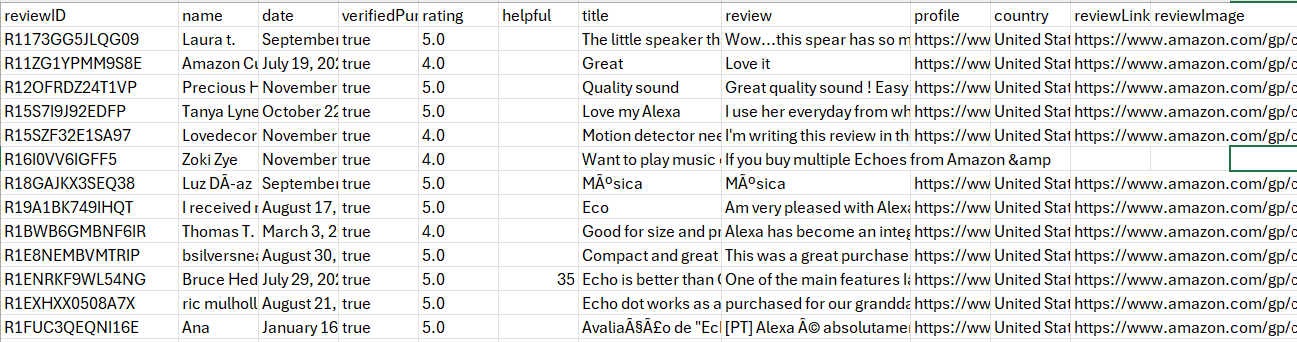 reviewID name date verifiedPur rating helpful title review profile country reviewLink reviewImage
R1173GG5JLQG09 Laura t. September true 5.0 The little speaker th Wow...this spear has so m https://ww United Stat https://www.amazon.com/gp/c
R11ZG1YPMM9S8E Amazon Cu July 19, 202 true 4.0 Great Love it https://ww United Stat https://www.amazon.com/gp/c
R12OFRDZ24T1VP Precious H November true 5.0 Quality sound Great quality sound ! Easy https://ww United Stat https://www.amazon.com/gp/c
R15S7I9J92EDFP Tanya Lyne October 22 true 5.0 Love my Alexa I use her everyday from wh https://ww United Stat https://www.amazon.com/gp/c
R15SZF32E1SA97 Lovedecor November true 4.0 Motion detector nee I'm writing this review in th https://ww United Stat https://www.amazon.com/gp/c
R16I0VV6IGFF5 Zoki Zye November true 4.0 Want to play music If you buy multiple Echoes from Amazon &amp
R18GAJKX3SEQ38 Luz DÃ-az September true 5.0 MÃºsica MÃºsica https://ww United Stat https://www.amazon.com/gp/c
R19A1BK749IHQT I received August 17, true 5.0 Eco Am very pleased with Alexa https://ww United Stat https://www.amazon.com/gp/c
R1BWB6GMBNF6IR Thomas T. March 3, 2 true 4.0 Good for size and pr Alexa has become an integ https://ww United Stat https://www.amazon.com/gp/c
R1E8NEMBVMTRIP bsilversnea August 30, true 5.0 Compact and great This was a great purchase https://ww United Stat https://www.amazon.com/gp/c
R1ENRKF9WL54NG Bruce Hed July 29, 202 true 5.0 35 Echo is better than One of the main features https://ww United Stat https://www.amazon.com/gp/c
R1EXHXX0508A7X ric mulholl August 21, true 5.0 Echo dot works as a purchased for our grandda https://ww United Stat https://www.amazon.com/gp/c
R1FUC3QEQNI16E Ana January 16 true 5.0 AvaliaÃ§Ã£o de "Ecl [PT] Alexa Ã© absolutamer https://ww United Stat https://www.amazon.com/gp/c